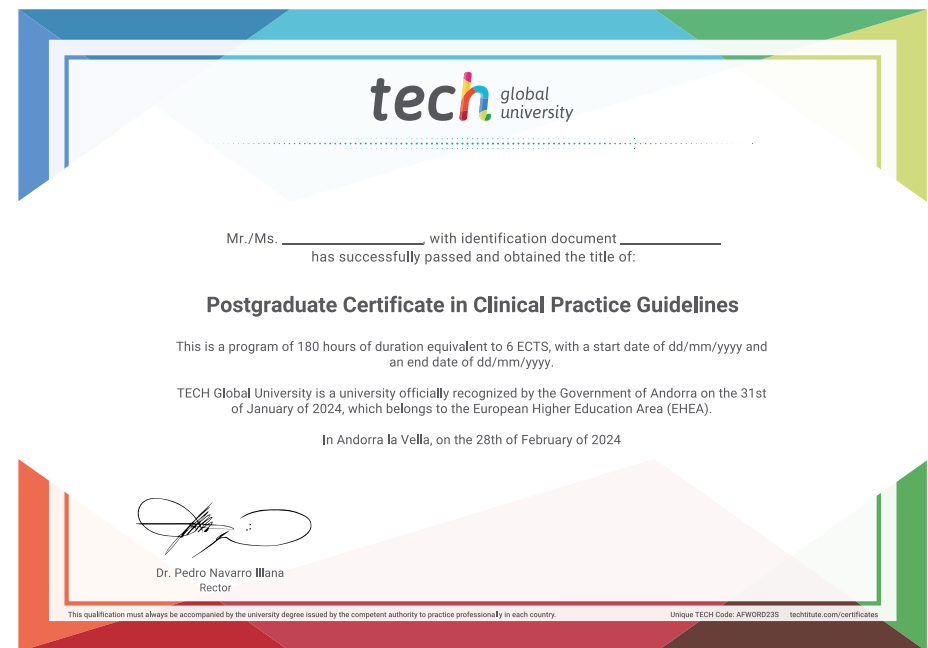 tech global
university
Mr./Ms. ____________________, with identification document ______________
has successfully passed and obtained the title of:
Postgraduate Certificate in Clinical Practice Guidelines
This is a program of 180 hours of duration equivalent to 6 ECTS, with a start date of dd/mm/yyyy and
an end date of dd/mm/yyyy.
TECH Global University is a university officially recognized by the Government of Andorra on the 31st
of January of 2024, which belongs to the European Higher Education Area (EHEA).
In Andorra la Vella, on the 28th of February of 2024
Dr. Pedro Navarro Illana
Rector
This qualification must always be accompanied by the university degree issued by the competent authority to practice professionally in each country. Unique TECH Code: AFWORD23S techtitute.com/certificates